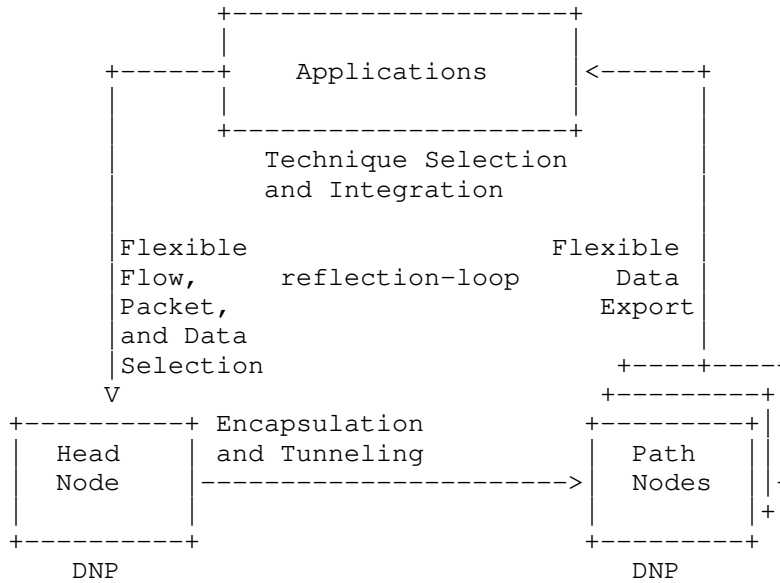 Applications
Technique Selection
and Integration
Flexible Flexible
Flow, reflection-loop Data
Packet, Export
and Data
Selection
Encapsulation
Head and Tunneling Path
Node Nodes
DNP DNP